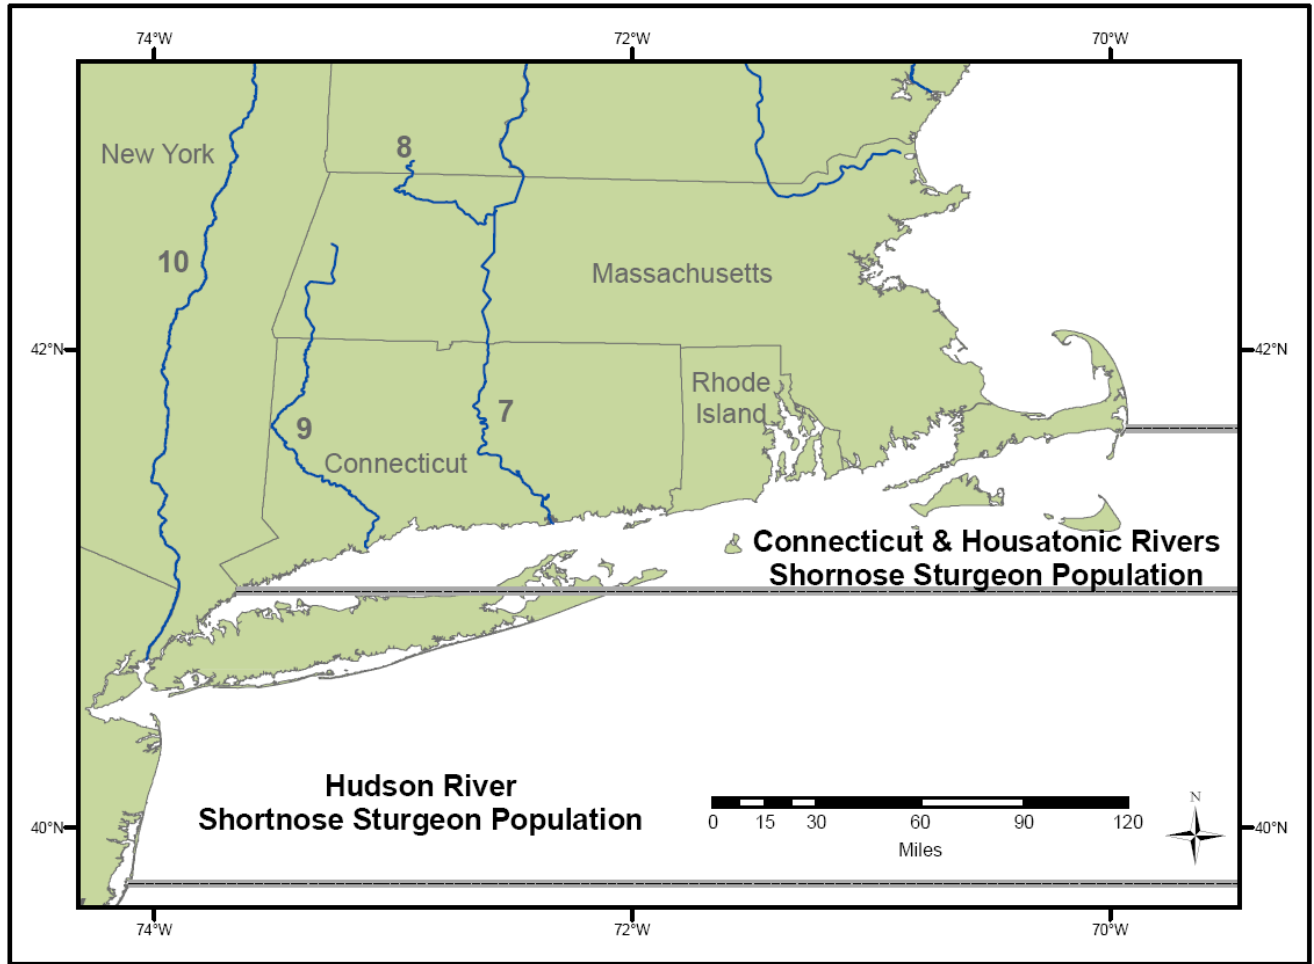 74°W 72°W 70°W
New York
8
10
Massachusetts
42°N 42°N
Rhode
Island
7
9
Connecticut
Connecticut & Housatonic Rivers
Shornose Sturgeon Population
Hudson River
Shortnose Sturgeon Population
N
0 15 30 60 90 120
Miles
40°N 40°N
74°W 72°W 70°W